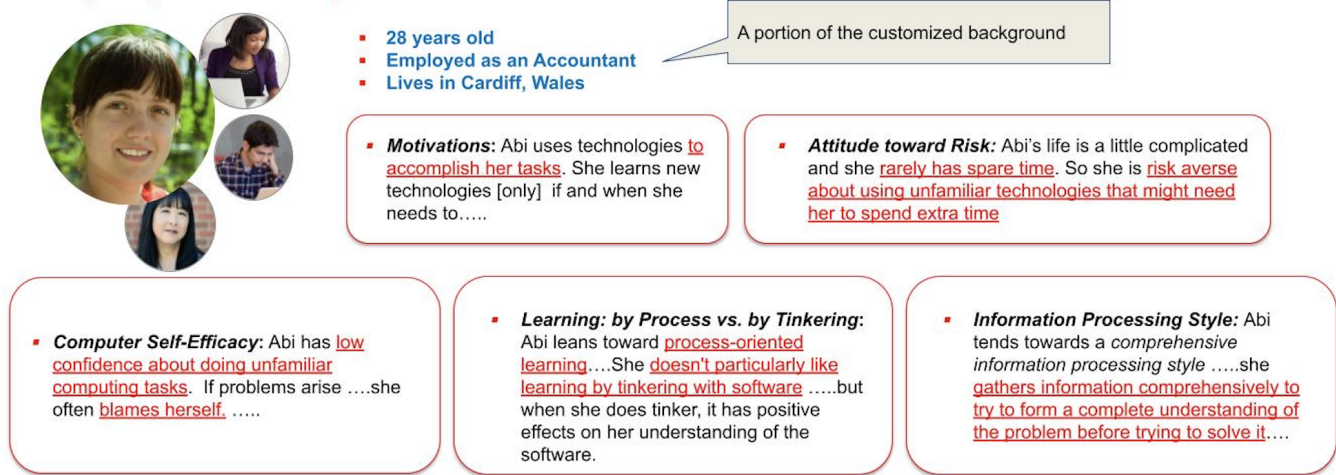 28 years old
Employed as an Accountant
Lives in Cardiff, Wales
A portion of the customized background
Motivations: Abi uses technologies to
accomplish her tasks. She learns new
technologies [only] if and when she
needs to…..
Attitude toward Risk: Abi’s life is a little complicated
and she rarely has spare time. So she is risk averse
about using unfamiliar technologies that might need
her to spend extra time
Computer Self-Efficacy: Abi has low
confidence about doing unfamiliar
computing tasks. If problems arise ….she
often blames herself. …..
Learning: by Process vs. by Tinkering:
Abi leans toward process-oriented
learning….She doesn't particularly like
learning by tinkering with software …..but
when she does tinker, it has positive
effects on her understanding of the
software.
Information Processing Style: Abi
tends towards a comprehensive
information processing style …..she
gathers information comprehensively to
try to form a complete understanding of
the problem before trying to solve it….